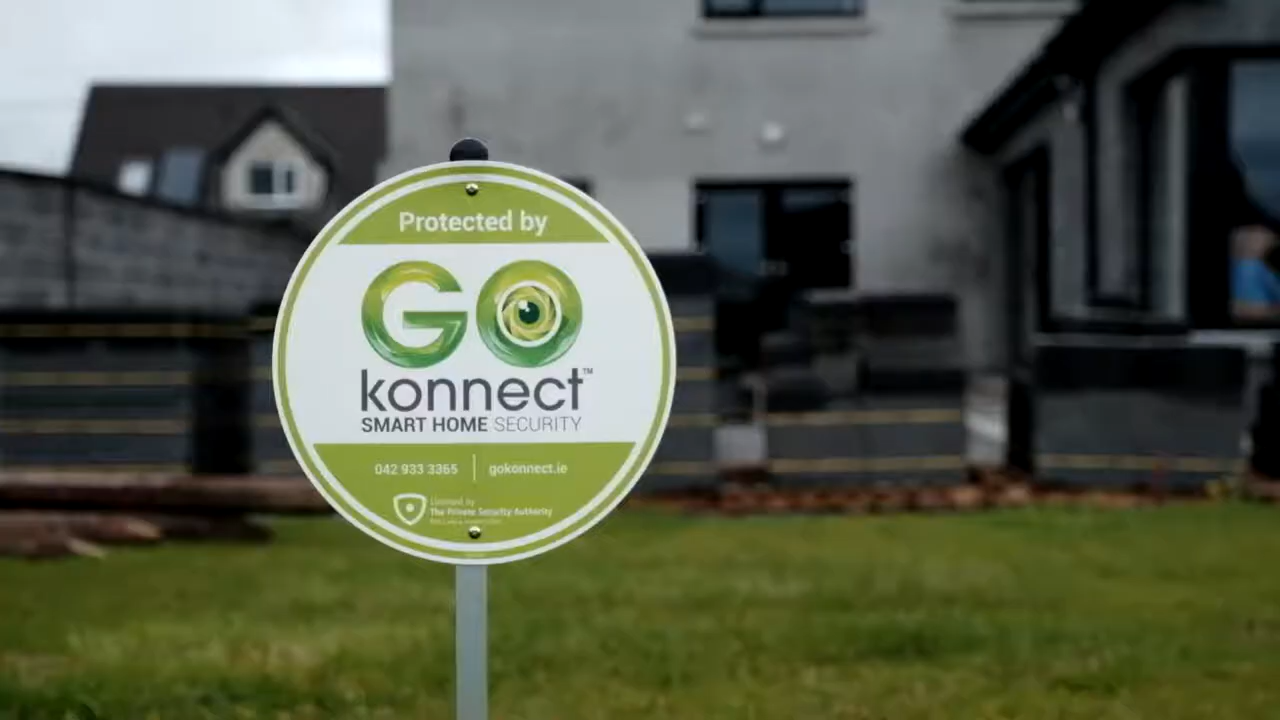 Protected by
GO
konnect™
SMART HOME SECURITY
042 933 3365 | gokonnect.ie
Licensed by
The Private Security Authority